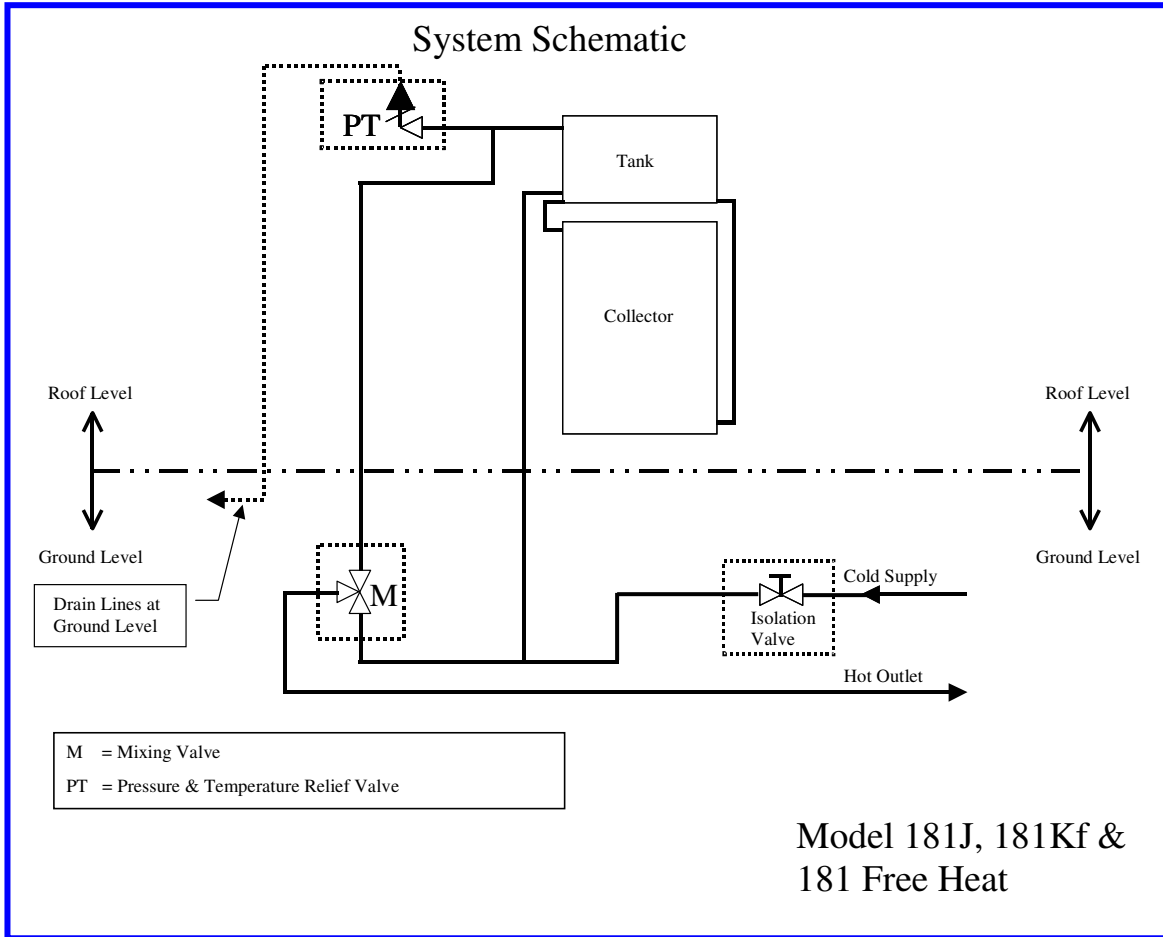 System Schematic
PT
Tank
Collector
Roof Level
Roof Level
Ground Level
Ground Level
Drain Lines at
Ground Level
M
Cold Supply
Isolation
Valve
Hot Outlet
M = Mixing Valve
PT = Pressure & Temperature Relief Valve
Model 181J, 181Kf &
181 Free Heat